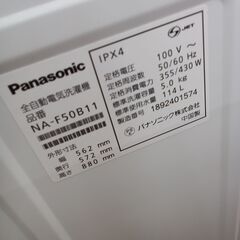 Panasonic
全自動電気洗濯機
品番
NA-F50B11
外形寸法
幅 562 mm
奥 572 mm
高 880 mm
IPX4
JET
定格電圧 100 V~
定格周波数 50/60 Hz
定格消費電力 355/430W
標準洗濯容量 5.0 kg
標準使用水量 114 L
製造番号 1892401574
パナソニック株式会社
中国製